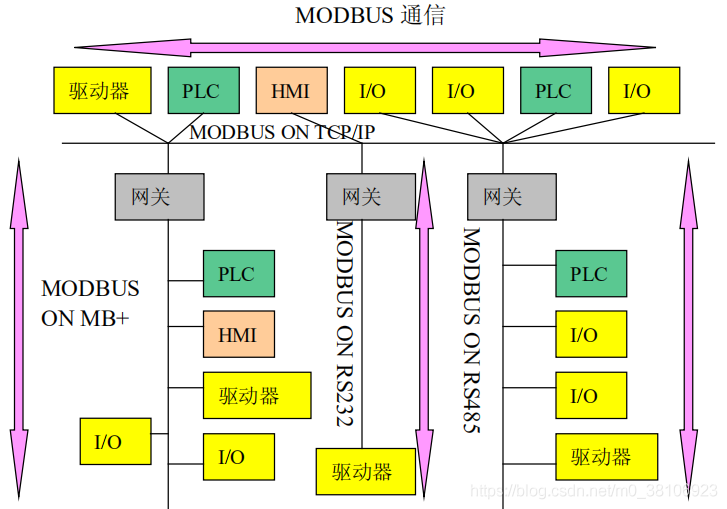 MODBUS 通信
驱动器
PLC
HMI
I/O
I/O
PLC
I/O
MODBUS ON TCP/IP
网关
网关
网关
MODBUS
ON MB+
PLC
HMI
驱动器
I/O
I/O
MODBUS ON RS232
驱动器
MODBUS ON RS485
PLC
I/O
I/O
驱动器
https://blog.csdn.net/m0_38106923